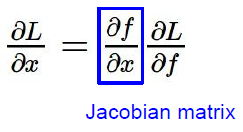 ∂L/∂x = ∂f/∂x ∂L/∂f
Jacobian matrix